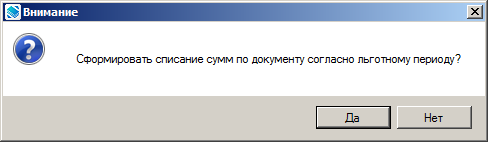 Внимание
Сформировать списание сумм по документу согласно льготному периоду?
Да
Нет